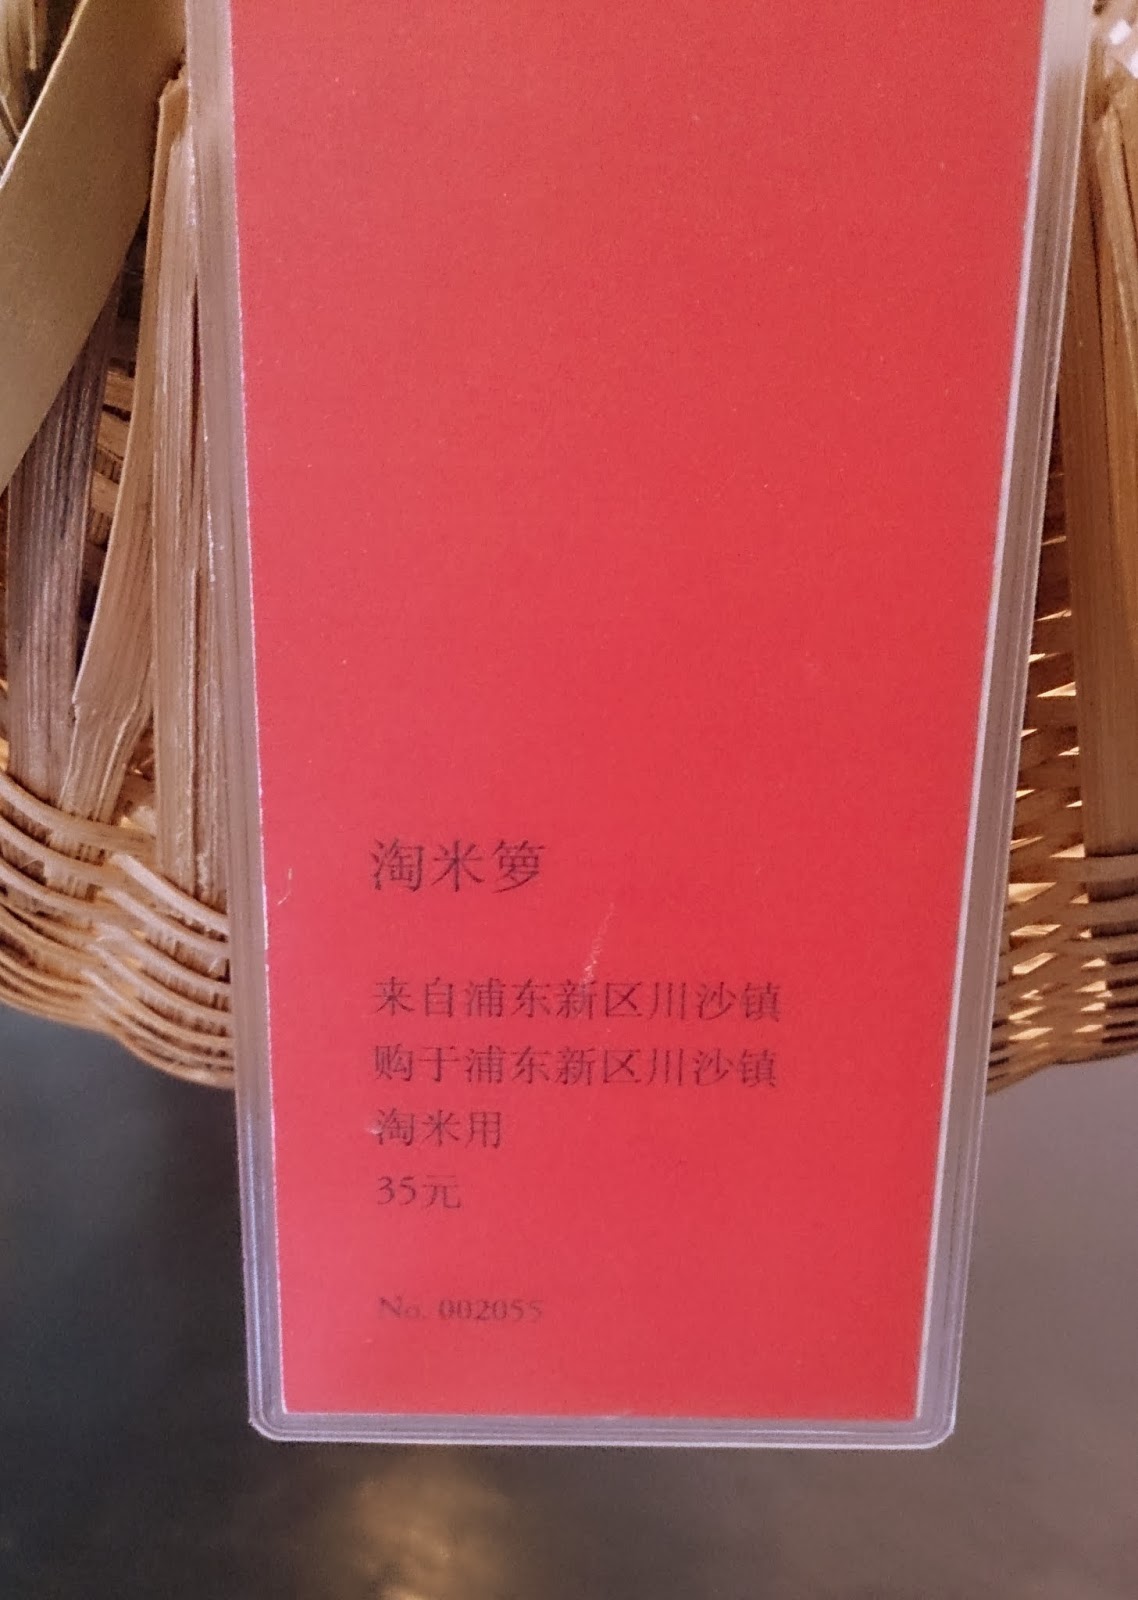 淘米箩
来自浦东新区川沙镇
购于浦东新区川沙镇
淘米用
35元
No. 002055